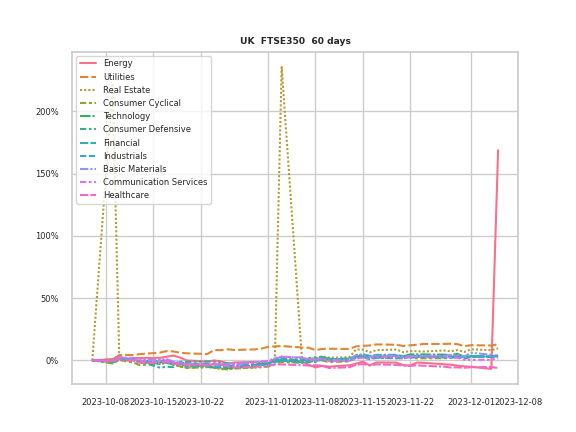 UK  FTSE350  60 days
Energy
Utilities
Real Estate
Consumer Cyclical
Technology
Consumer Defensive
Financial
Industrials
Basic Materials
Communication Services
Healthcare
200%
150%
100%
50%
0%
2023-10-08 2023-10-15 2023-10-22 2023-11-01 2023-11-08 2023-11-15 2023-11-22 2023-12-01 2023-12-08